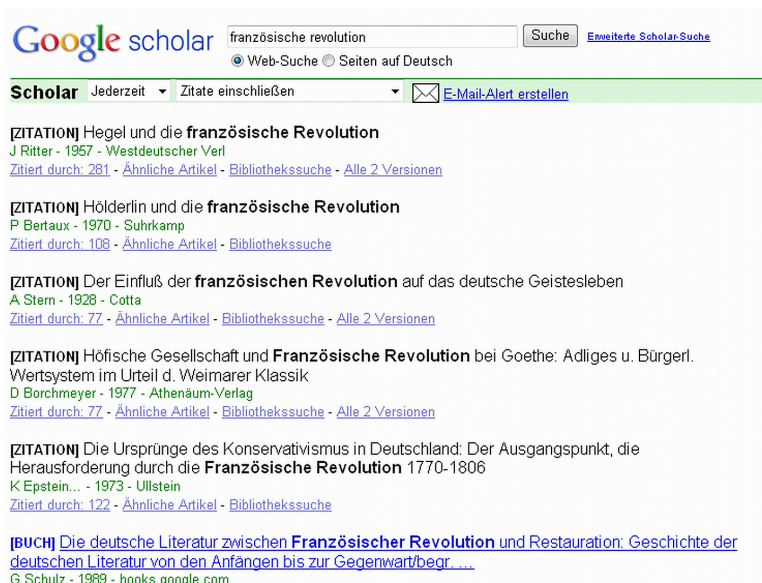 Google scholar
französische revolution
Suche
Erweiterte Scholar-Suche
Web-Suche Seiten auf Deutsch
Scholar Jederzeit Zitate einschließen E-Mail-Alert erstellen
[ZITATION] Hegel und die französische Revolution
J Ritter - 1957 - Westdeutscher Verl
Zitiert durch: 281 - Ähnliche Artikel - Bibliothekssuche - Alle 2 Versionen
[ZITATION] Hölderlin und die französische Revolution
P Bertaux - 1970 - Suhrkamp
Zitiert durch: 108 - Ähnliche Artikel - Bibliothekssuche
[ZITATION] Der Einfluß der französischen Revolution auf das deutsche Geistesleben
A Stern - 1928 - Cotta
Zitiert durch: 77 - Ähnliche Artikel - Bibliothekssuche - Alle 2 Versionen
[ZITATION] Höfische Gesellschaft und Französische Revolution bei Goethe: Adliges u. Bürgerl.
Wertsystem im Urteil d. Weimarer Klassik
D Borchmeyer - 1977 - Athenäum-Verlag
Zitiert durch: 77 - Ähnliche Artikel - Bibliothekssuche - Alle 2 Versionen
[ZITATION] Die Ursprünge des Konservativismus in Deutschland: Der Ausgangspunkt, die
Herausforderung durch die Französische Revolution 1770-1806
K Epstein... - 1973 - Ullstein
Zitiert durch: 122 - Ähnliche Artikel - Bibliothekssuche
[BUCH] Die deutsche Literatur zwischen Französischer Revolution und Restauration: Geschichte der
deutschen Literatur von den Anfängen bis zur Gegenwart/begr. ...
G Schulz - 1989 - books.google.com